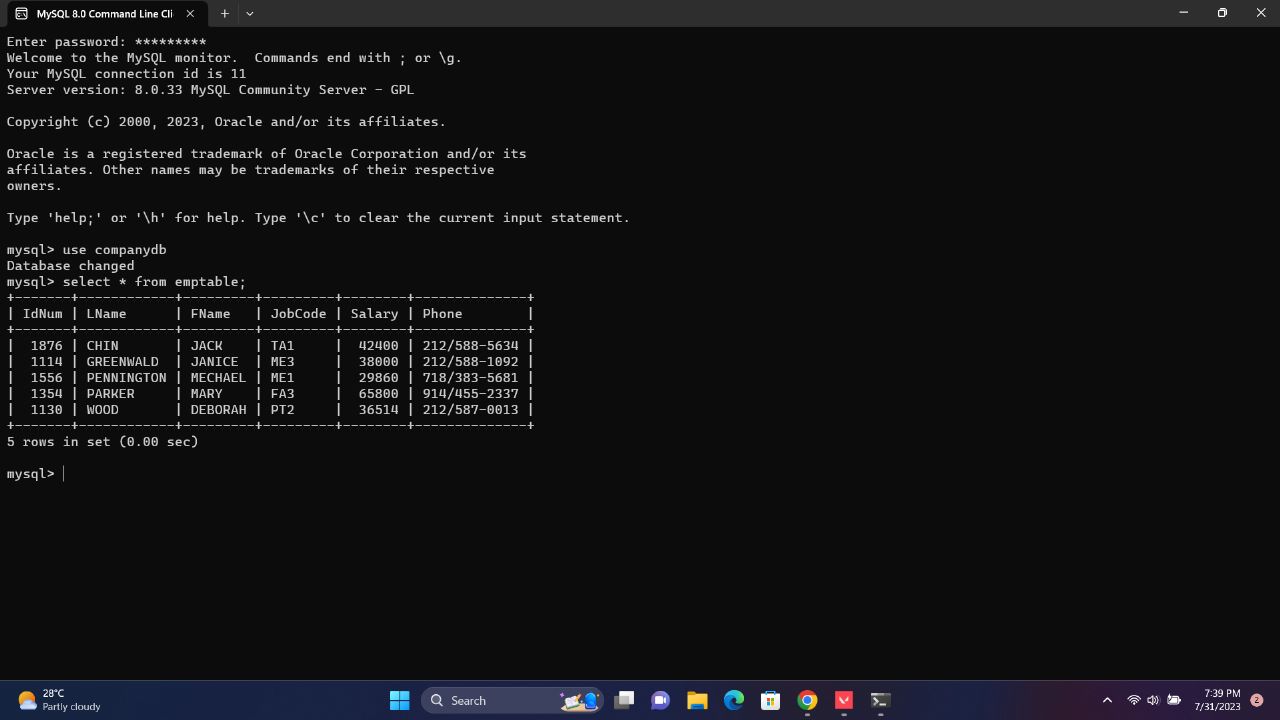 MySQL 8.0 Command Line Cli
Enter password: *********
Welcome to the MySQL monitor.  Commands end with ; or \g.
Your MySQL connection id is 11
Server version: 8.0.33 MySQL Community Server - GPL
Copyright (c) 2000, 2023, Oracle and/or its affiliates.
Oracle is a registered trademark of Oracle Corporation and/or its
affiliates. Other names may be trademarks of their respective
owners.
Type 'help;' or '\h' for help. Type '\c' to clear the current input statement.
mysql> use companydb
Database changed
mysql> select * from emptable;
+-------+------------+---------+---------+--------+--------------+
| IdNum | LName      | FName   | JobCode | Salary | Phone        |
+-------+------------+---------+---------+--------+--------------+
|  1876 | CHIN       | JACK    | TA1     |  42400 | 212/588-5634 |
|  1114 | GREENWALD  | JANICE  | ME3     |  38000 | 212/588-1092 |
|  1556 | PENNINGTON | MECHAEL | ME1     |  29860 | 718/383-5681 |
|  1354 | PARKER     | MARY    | FA3     |  65800 | 914/455-2337 |
|  1130 | WOOD       | DEBORAH | PT2     |  36514 | 212/587-0013 |
+-------+------------+---------+---------+--------+--------------+
5 rows in set (0.00 sec)
mysql>
28°C
Partly cloudy
Search
7:39 PM
7/31/2023
2